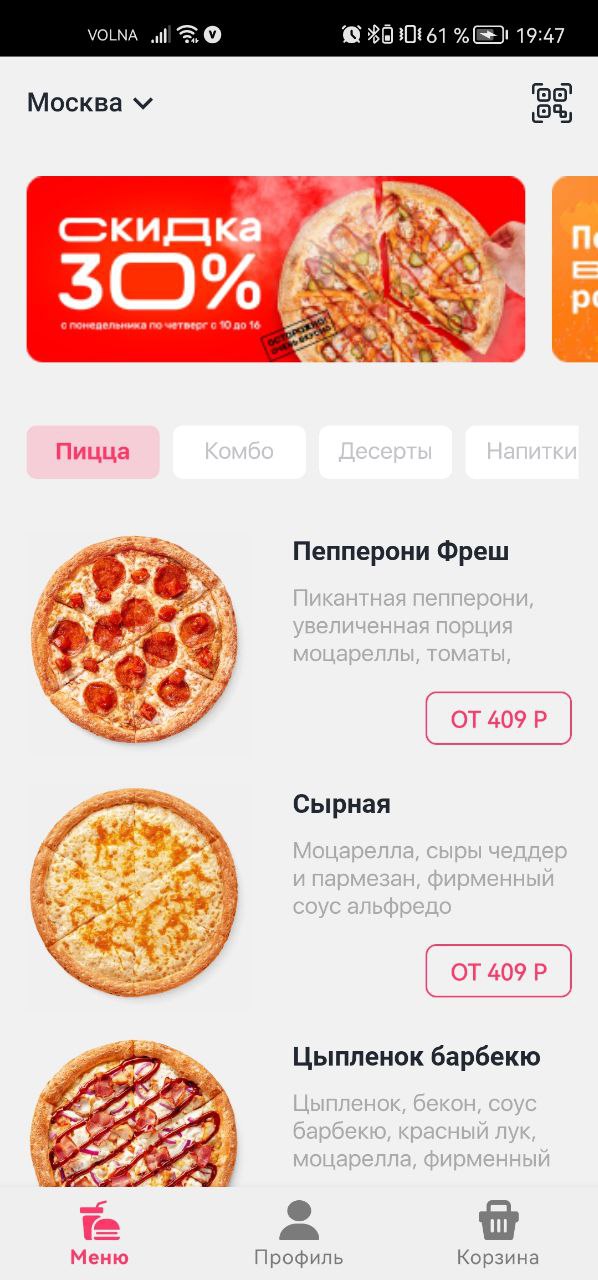 VOLNA 61 % 19:47
Москва
СКИДКА
30%
с понедельника по четверг с 10 до 16
ОСТОРОЖНО!
ОЧЕНЬ ВКУСНО
Пицца Комбо Десерты Напитки
Пепперони Фреш
Пикантная пепперони,
увеличенная порция
моцареллы, томаты,
ОТ 409 Р
Сырная
Моцарелла, сыры чеддер
и пармезан, фирменный
соус альфредо
ОТ 409 Р
Цыпленок барбекю
Цыпленок, бекон, соус
барбекю, красный лук,
моцарелла, фирменный
Меню Профиль Корзина